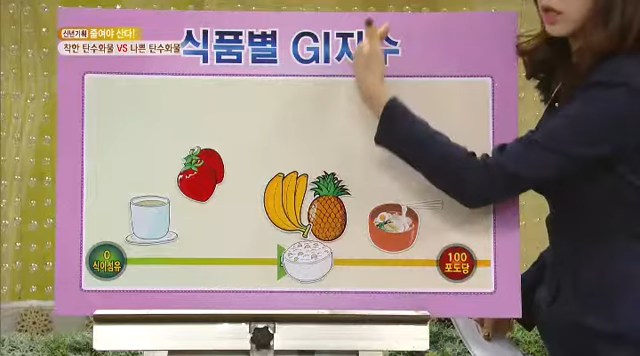 신년기획 줄여야 산다!
착한 탄수화물 VS 나쁜 탄수화물
식품별 GI지수
0
식이섬유
100
포도당